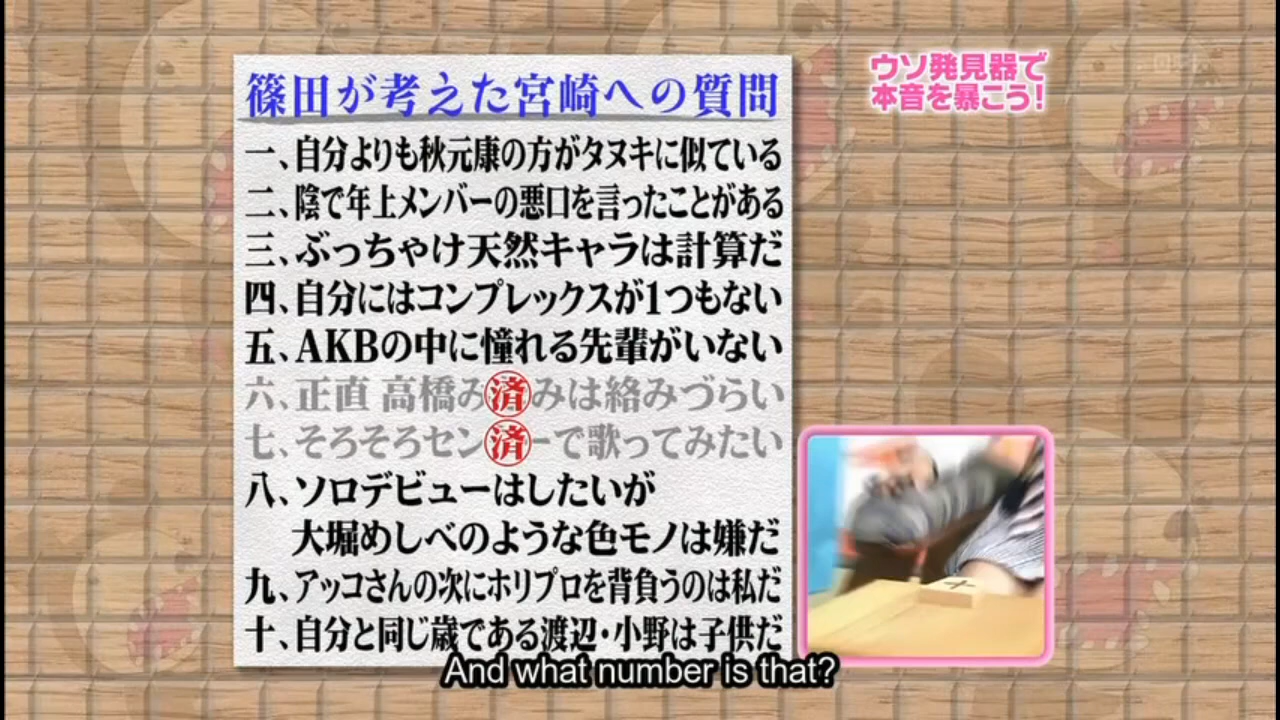 篠田が考えた宮崎への質問
一、自分よりも秋元康の方がタヌキに似ている
二、陰で年上メンバーの悪口を言ったことがある
三、ぶっちゃけ天然キャラは計算だ
四、自分にはコンプレックスが1つもない
五、AKBの中に憧れる先輩がいない
六、正直 高橋み済みは絡みづらい
七、そろそろセン済ーで歌ってみたい
八、ソロデビューはしたいが
大堀めしべのような色モノは嫌だ
九、アッコさんの次にホリプロを背負うのは私だ
十、自分と同じ歳である渡辺・小野は子供だ
ウソ発見器で
本音を暴こう!
十
And what number is that?